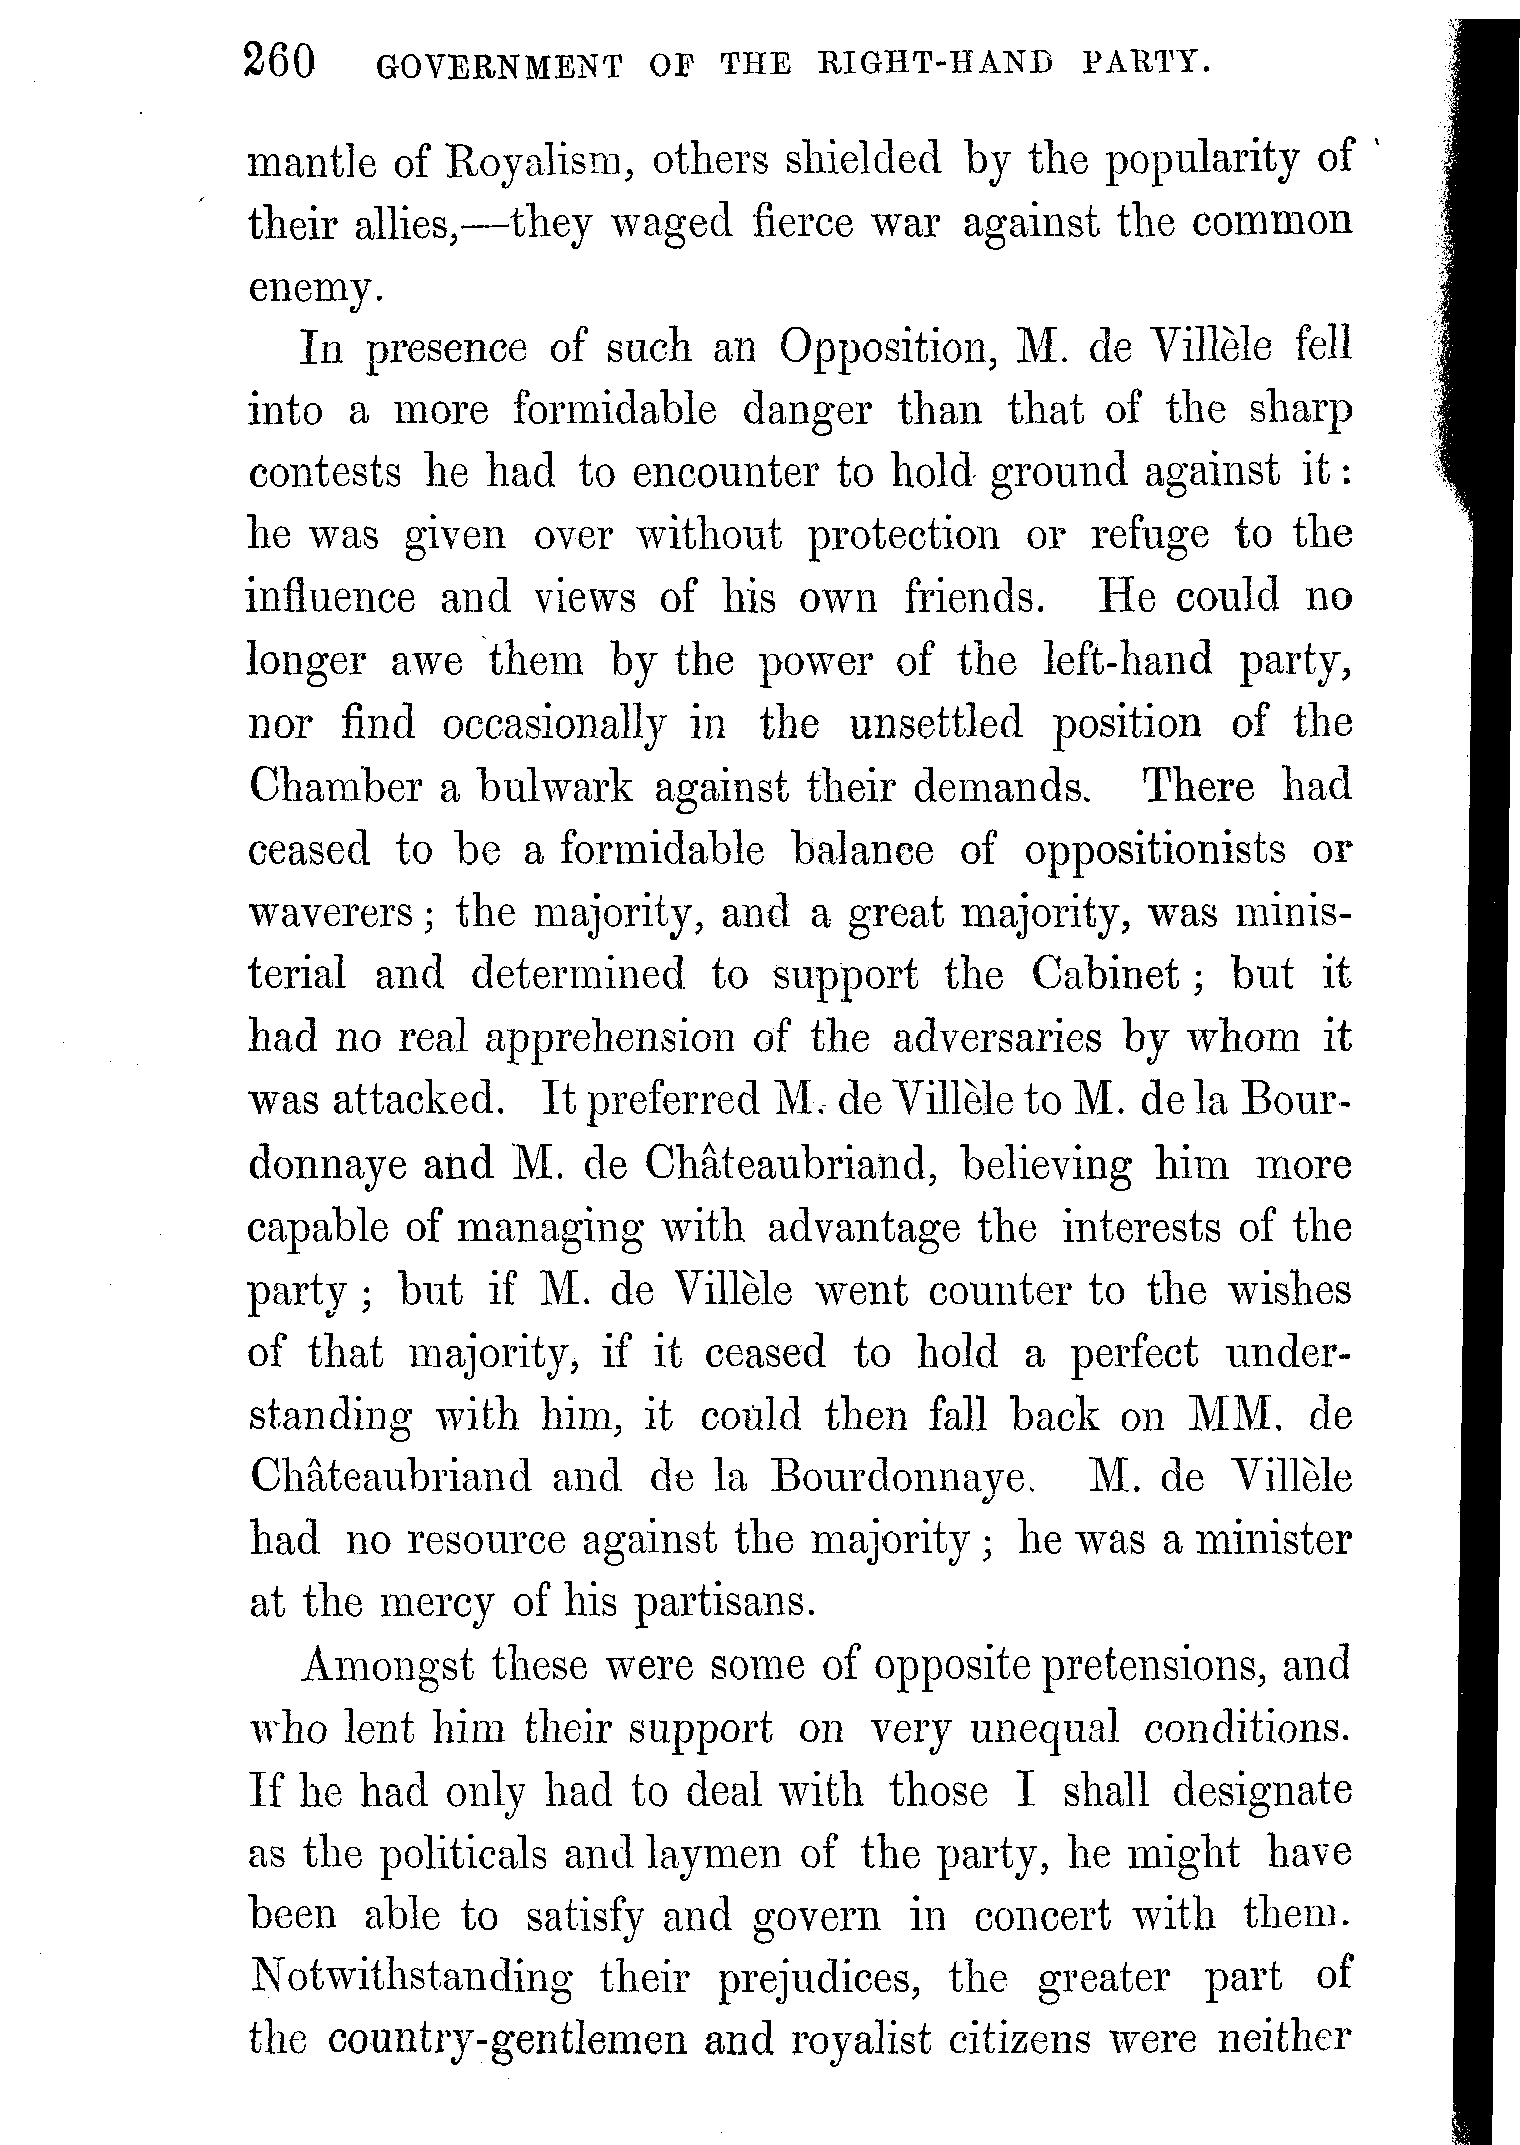 260 GOVERNMENT OF THE RIGHT-HAND PARTY.
mantle of Royalism, others shielded by the popularity of
their allies,—they waged fierce war against the common
enemy.
In presence of such an Opposition, M. de Villèle fell
into a more formidable danger than that of the sharp
contests he had to encounter to hold ground against it :
he was given over without protection or refuge to the
influence and views of his own friends. He could no
longer awe them by the power of the left-hand party,
nor find occasionally in the unsettled position of the
Chamber a bulwark against their demands. There had
ceased to be a formidable balance of oppositionists or
waverers ; the majority, and a great majority, was minis-
terial and determined to support the Cabinet ; but it
had no real apprehension of the adversaries by whom it
was attacked. It preferred M. de Villèle to M. de la Bour-
donnaye and M. de Châteaubriand, believing him more
capable of managing with advantage the interests of the
party ; but if M. de Villèle went counter to the wishes
of that majority, if it ceased to hold a perfect under-
standing with him, it could then fall back on MM. de
Châteaubriand and de la Bourdonnaye. M. de Villèle
had no resource against the majority ; he was a minister
at the mercy of his partisans.
Amongst these were some of opposite pretensions, and
who lent him their support on very unequal conditions.
If he had only had to deal with those I shall designate
as the politicals and laymen of the party, he might have
been able to satisfy and govern in concert with them.
Notwithstanding their prejudices, the greater part of
the country-gentlemen and royalist citizens were neither